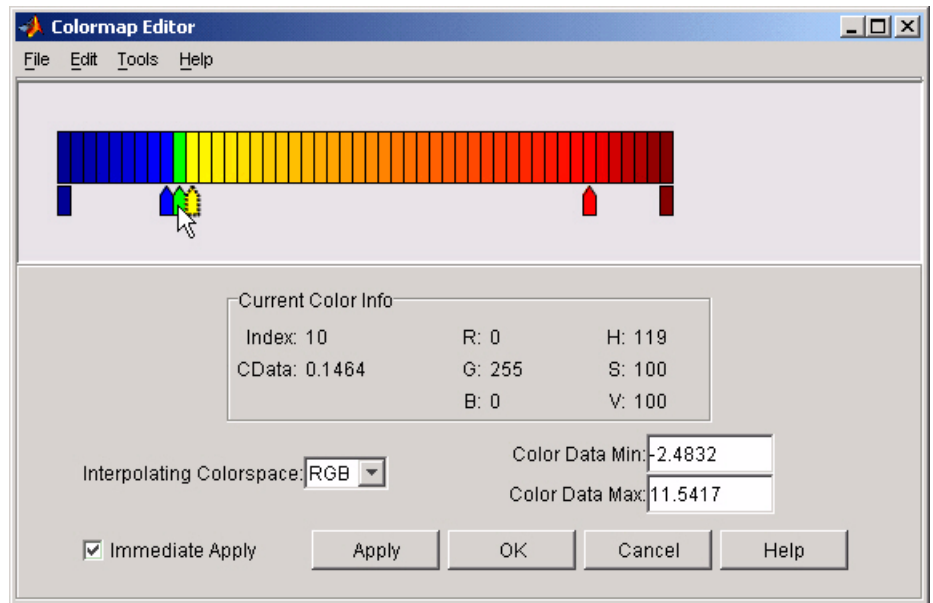 Colormap Editor
File Edit Tools Help
Current Color Info
Index: 10 R: 0 H: 119
CData: 0.1464 G: 255 S: 100
B: 0 V: 100
Interpolating Colorspace: RGB
Color Data Min: -2.4832
Color Data Max: 11.5417
Immediate Apply Apply OK Cancel Help